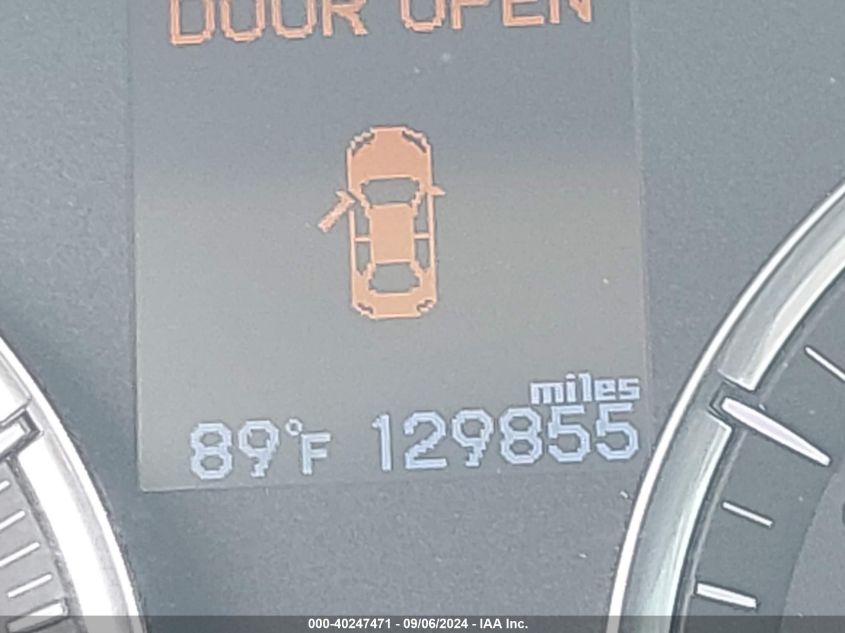 DOOR OPEN
miles
89°F 129855
000-40247471 - 09/06/2024 - IAA Inc.